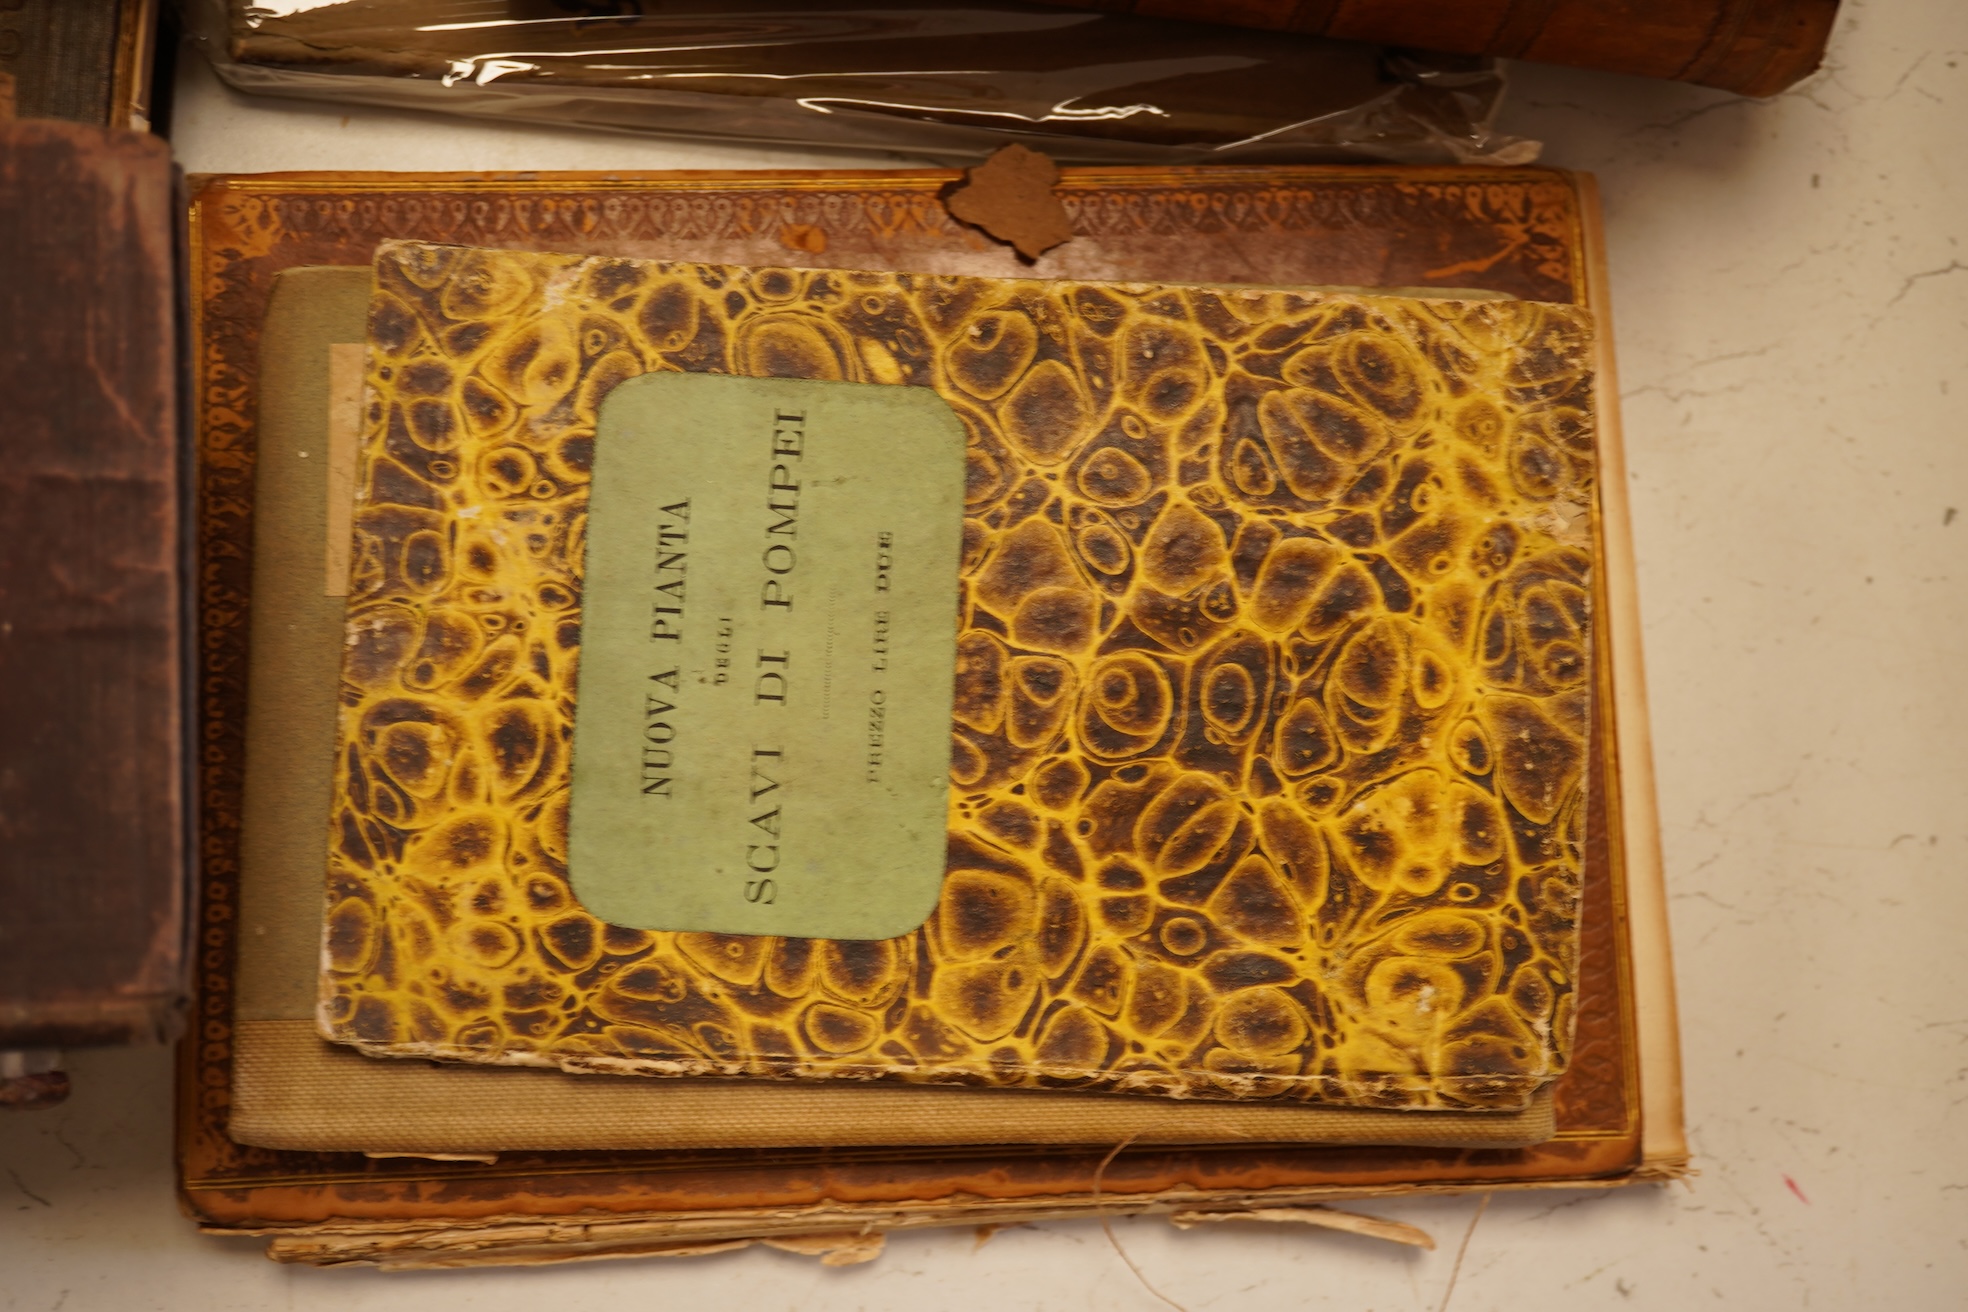 NUOVA PIANTA
DEGLI
SCAVI DI POMPEI
PREZZO LIRE DUE